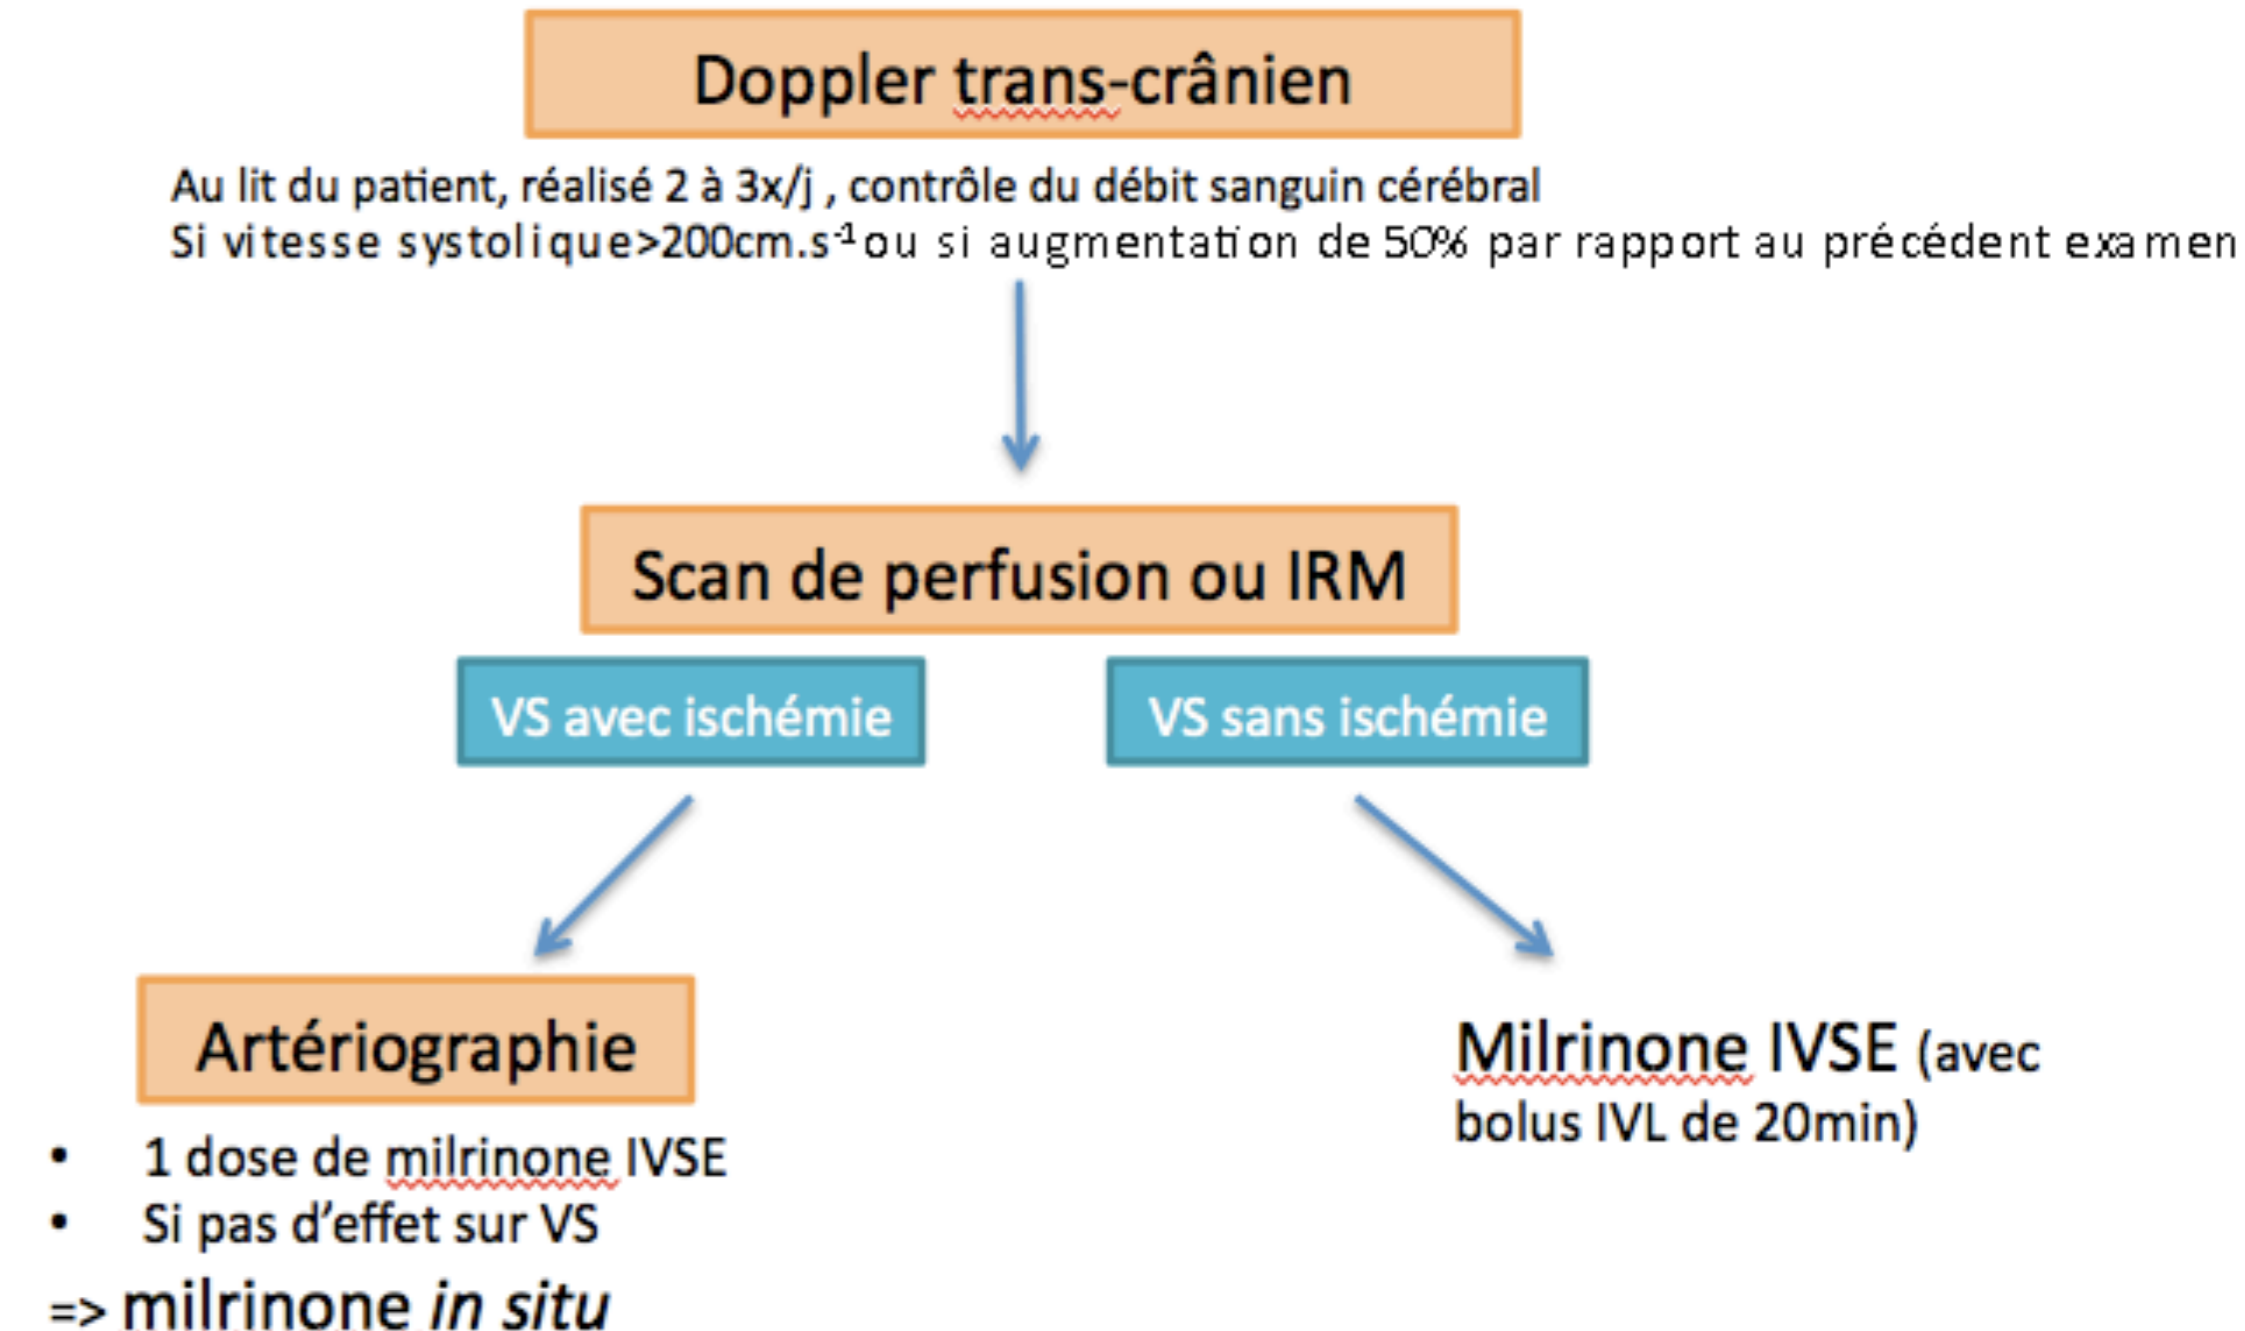 Doppler trans-crânien
Au lit du patient, réalisé 2 à 3x/j , contrôle du débit sanguin cérébral
Si vitesse systolique>200cm.s⁻¹ ou si augmentation de 50% par rapport au précédent examen
Scan de perfusion ou IRM
VS avec ischémie
VS sans ischémie
Artériographie
• 1 dose de milrinone IVSE
• Si pas d’effet sur VS
=> milrinone in situ
Milrinone IVSE (avec
bolus IVL de 20min)